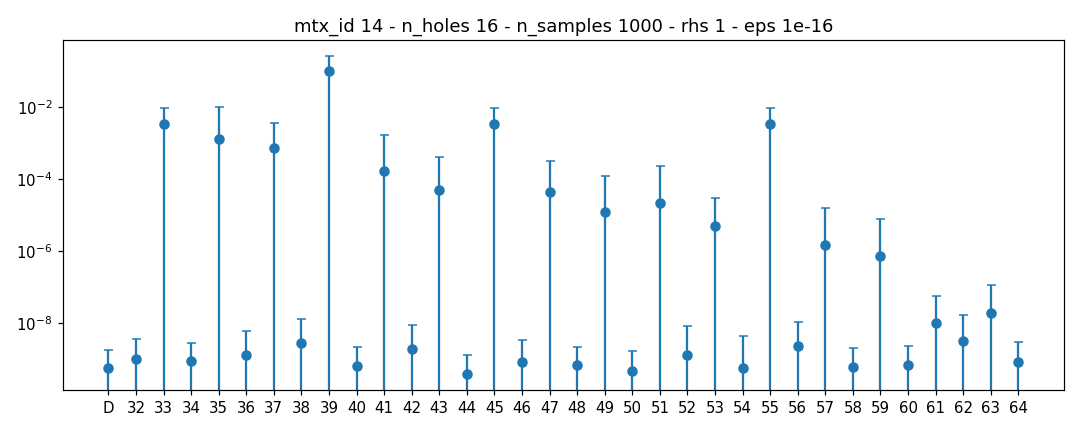 mtx_id 14 - n_holes 16 - n_samples 1000 - rhs 1 - eps 1e-16
10⁻²
10⁻⁴
10⁻⁶
10⁻⁸
D 32 33 34 35 36 37 38 39 40 41 42 43 44 45 46 47 48 49 50 51 52 53 54 55 56 57 58 59 60 61 62 63 64